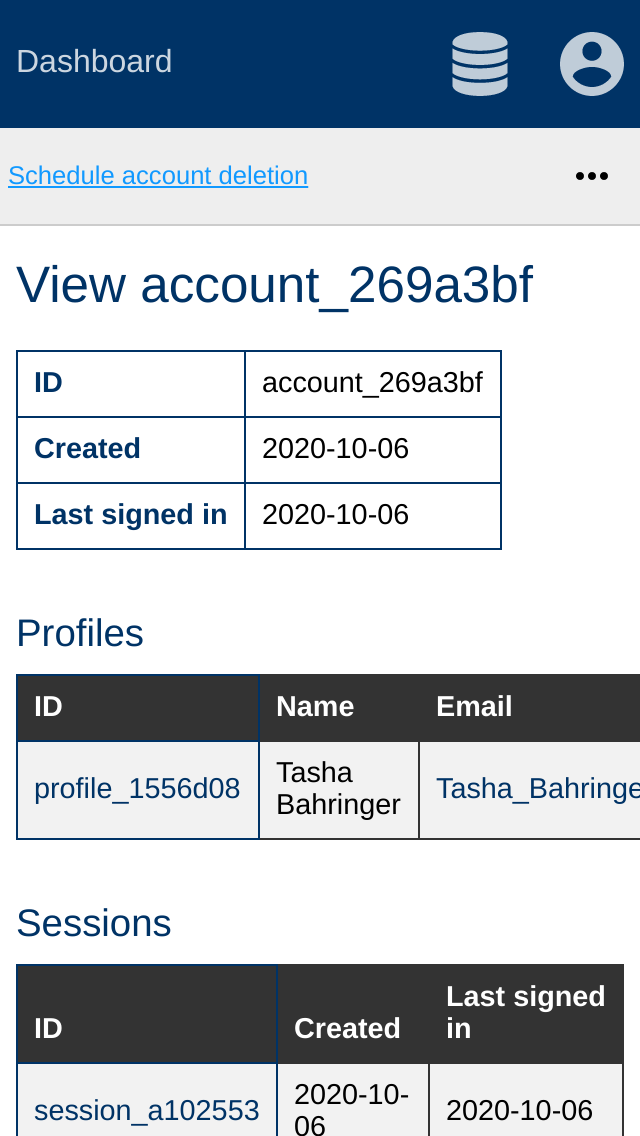 Dashboard
Schedule account deletion
View account_269a3bf
ID account_269a3bf
Created 2020-10-06
Last signed in 2020-10-06
Profiles
ID Name Email
profile_1556d08 Tasha Bahringer Tasha_Bahringe
Sessions
ID Created Last signed in
session_a102553 2020-10-06 2020-10-06